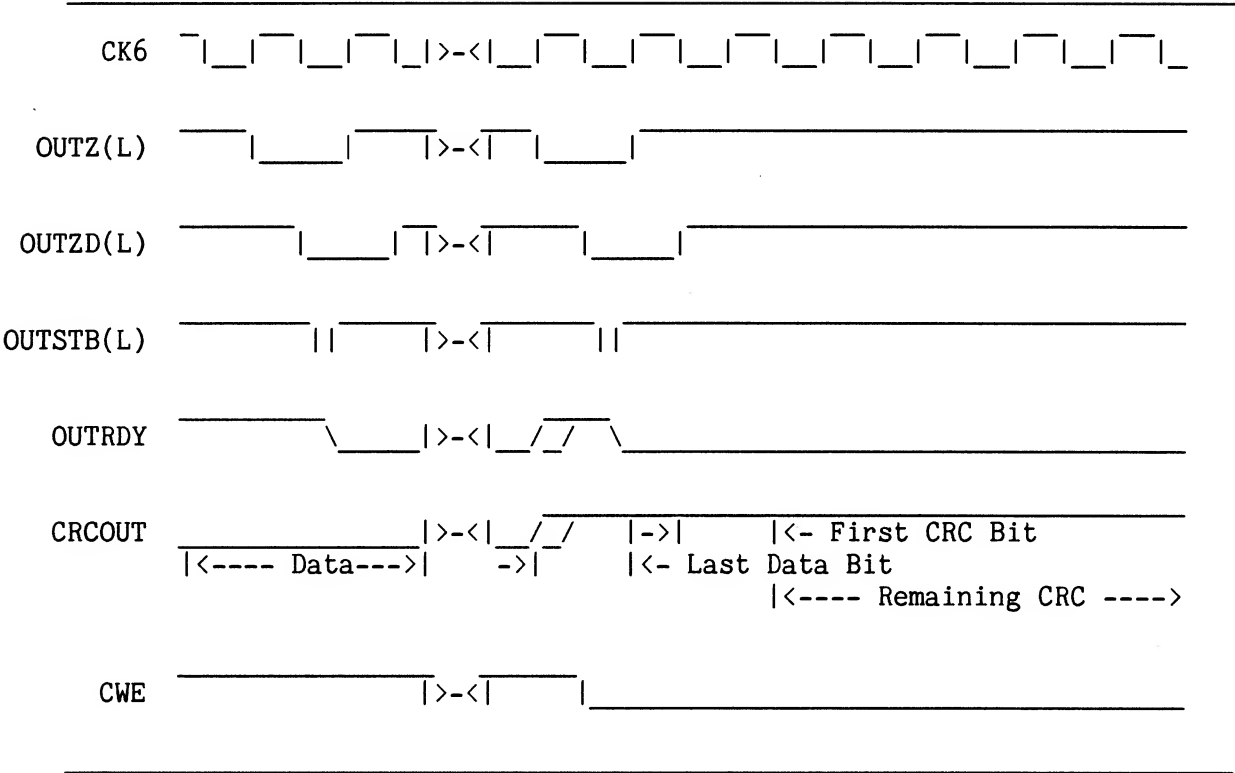 CK6
OUTZ(L)
OUTZD(L)
OUTSTB(L)
OUTRDY
CRCOUT |->| |<- First CRC Bit
|<---- Data--->| ->| |<- Last Data Bit
|<---- Remaining CRC ---->
CWE